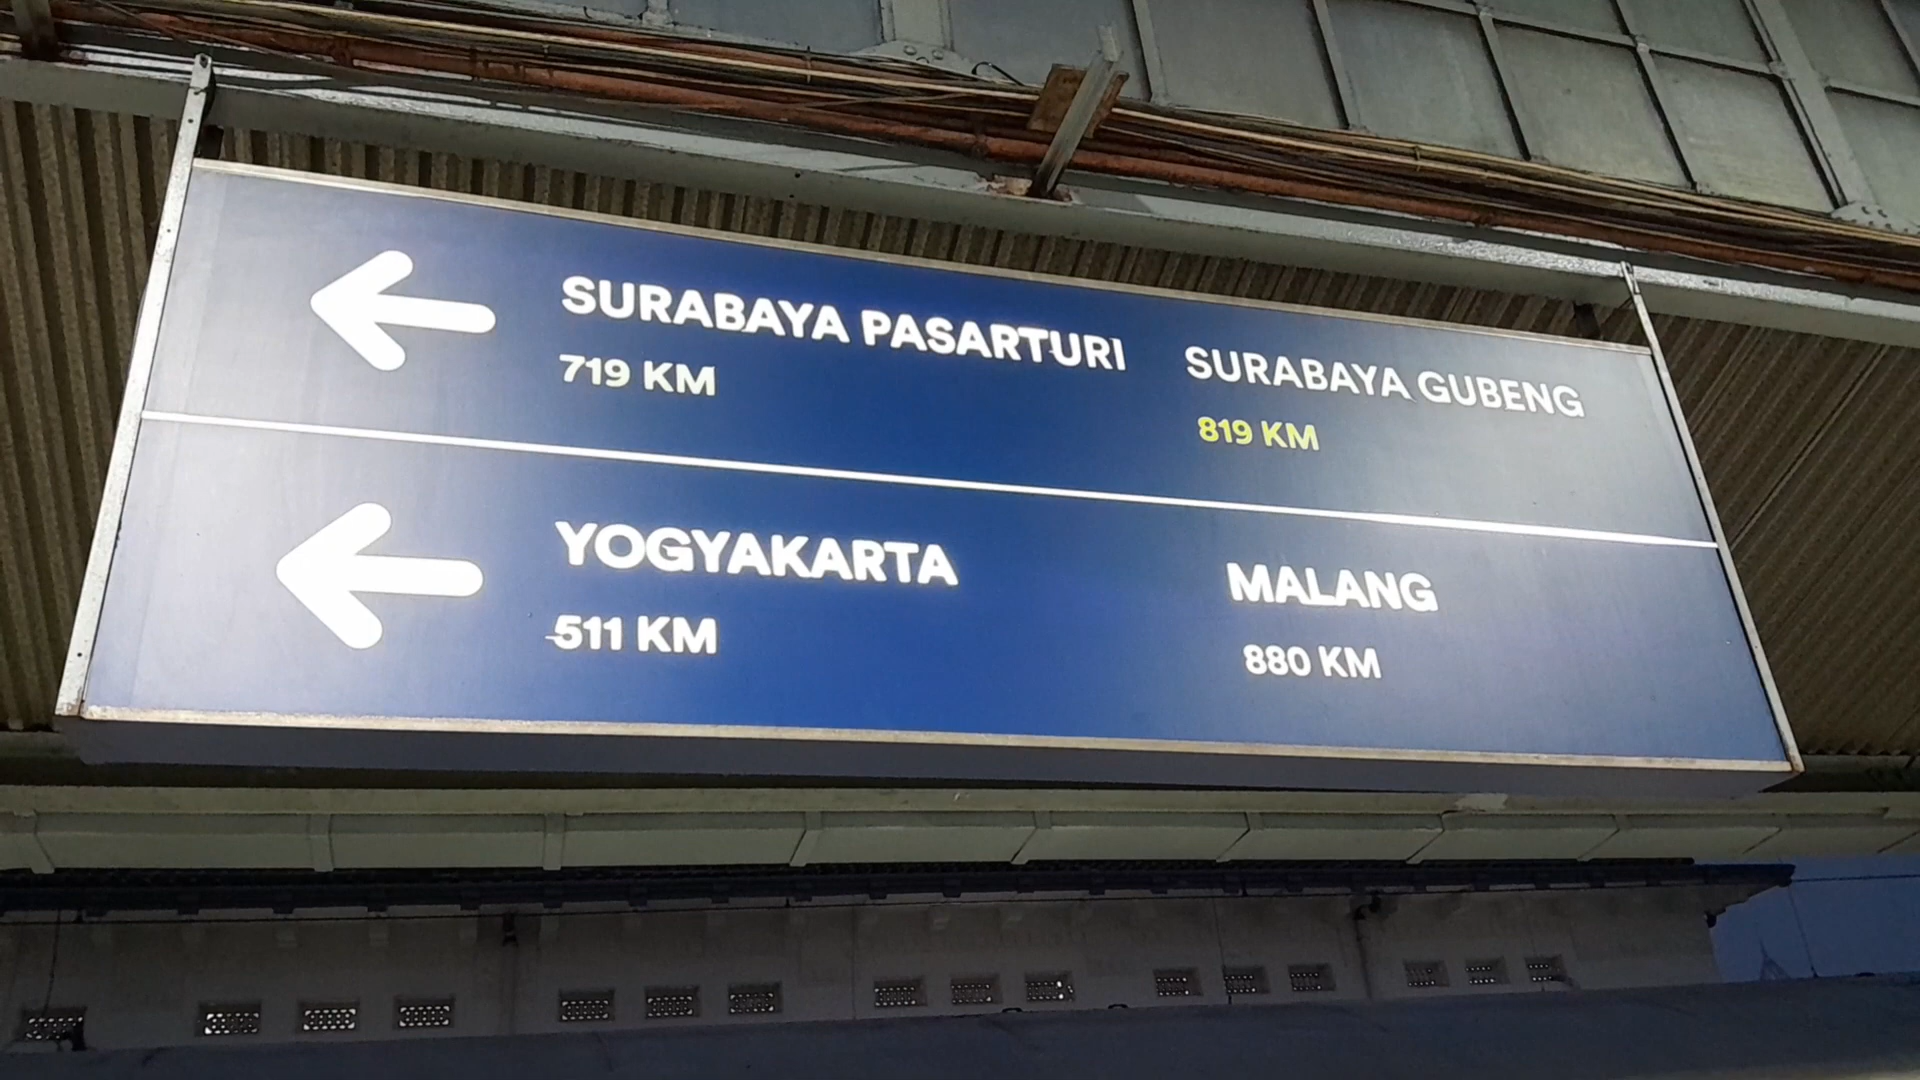 SURABAYA PASARTURI
719 KM
SURABAYA GUBENG
819 KM
YOGYAKARTA
511 KM
MALANG
880 KM